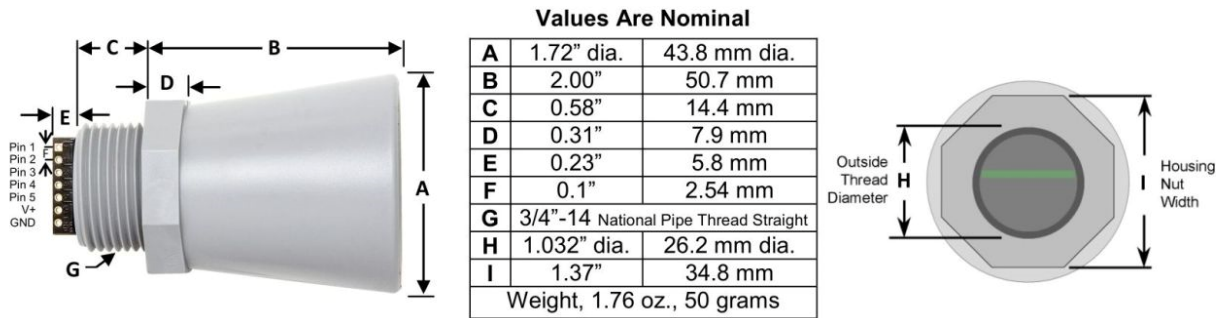 C
B
D
E
Pin 1
F
Pin 2
Pin 3
Pin 4
Pin 5
V+
GND
G
A
Values Are Nominal
A 1.72” dia. 43.8 mm dia.
B 2.00” 50.7 mm
C 0.58” 14.4 mm
D 0.31” 7.9 mm
E 0.23” 5.8 mm
F 0.1” 2.54 mm
G 3/4”-14 National Pipe Thread Straight
H 1.032” dia. 26.2 mm dia.
I 1.37” 34.8 mm
Weight, 1.76 oz., 50 grams
Outside
Thread
Diameter
H
I
Housing
Nut
Width